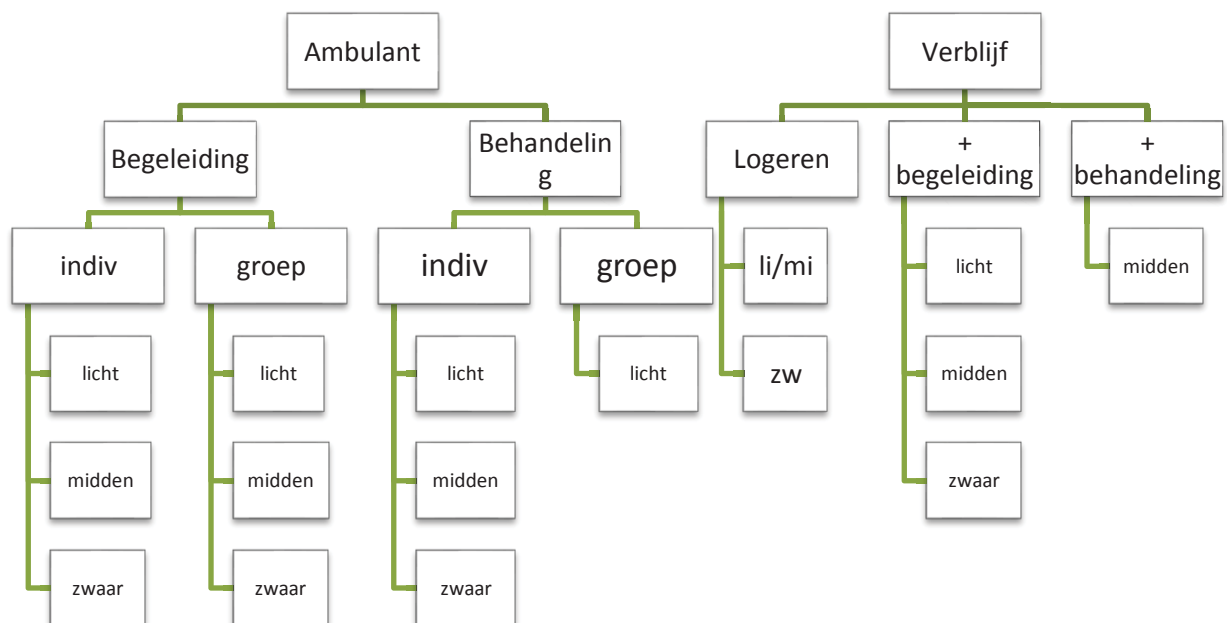 Ambulant
Verblijf
Begeleiding
Behandelin
g
Logeren
+
begeleiding
+
behandeling
indiv
groep
indiv
groep
li/mi
licht
midden
licht
licht
licht
licht
zw
midden
midden
midden
midden
zwaar
zwaar
zwaar
zwaar